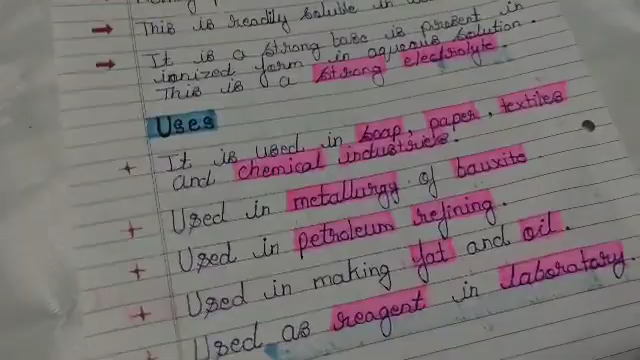 This is readily soluble in
It is a strong base is present in
ionized form in aqueous solution.
This is a strong electrolyte.
Uses
+ It is used in soap, paper, textiles
and chemical industries.
+ Used in metallurgy of bauxite
+ Used in petroleum refining.
+ Used in making fat and oil.
+ Used as reagent in laboratary.